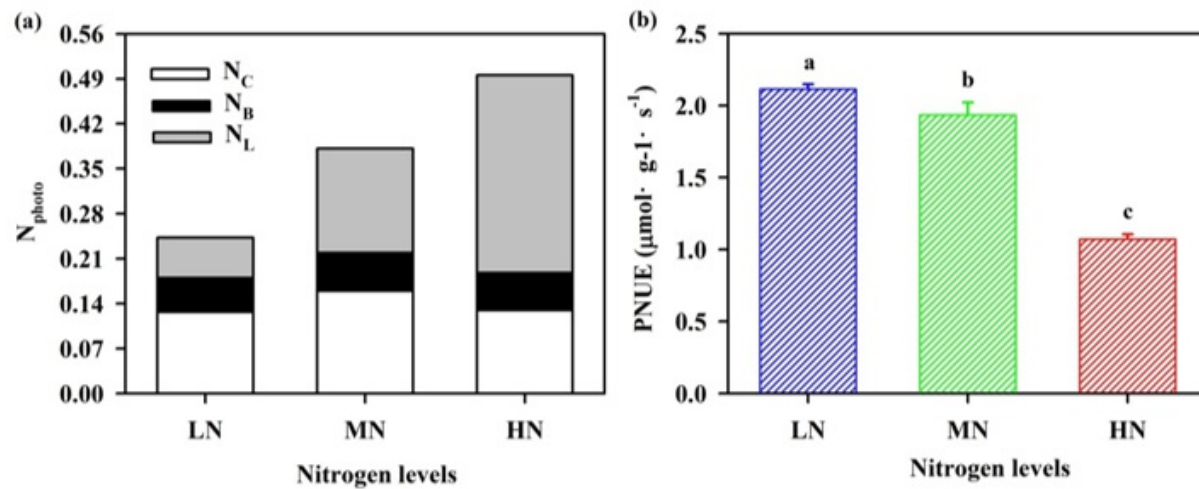 (a)
0.56
0.49
0.42
0.35
0.28
0.21
0.14
0.07
0.00
N_photo
N_C
N_B
N_L
LN MN HN
Nitrogen levels
(b)
2.5
2.0
1.5
1.0
0.5
0.0
PNUE (μmol· g-1· s⁻¹)
a
b
c
LN MN HN
Nitrogen levels